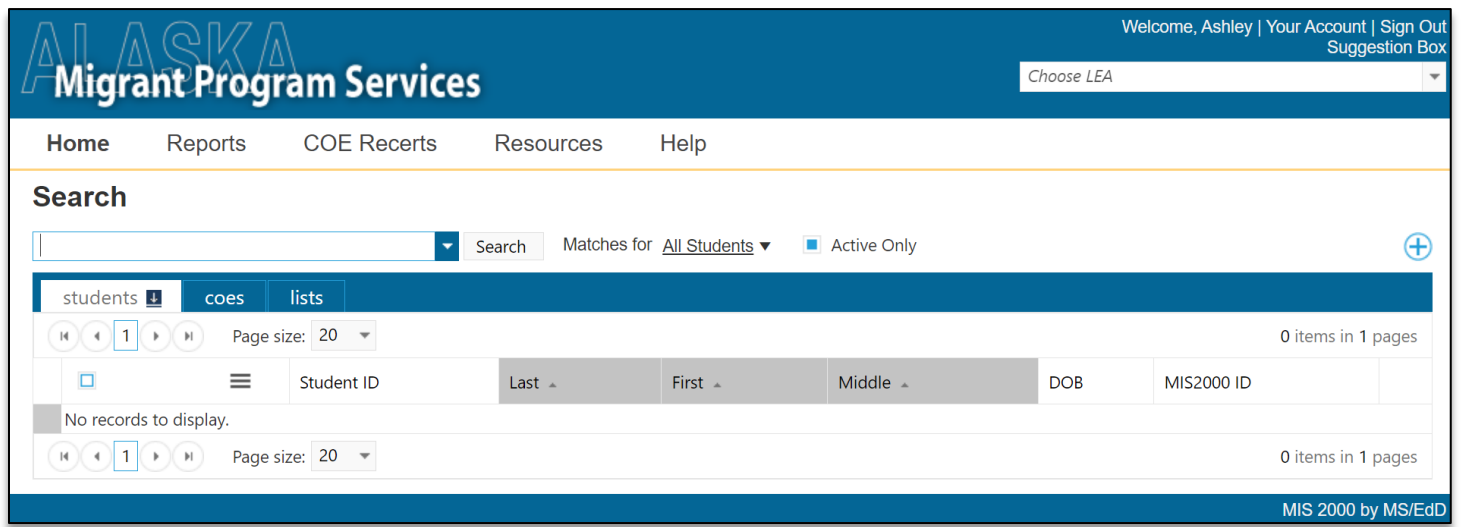 Welcome, Ashley | Your Account | Sign Out
Suggestion Box
ALASKA
Migrant Program Services
Choose LEA
Home Reports COE Recerts Resources Help
Search
Search Matches for All Students Active Only
students coes lists
1 Page size: 20 0 items in 1 pages
Student ID Last First Middle DOB MIS2000 ID
No records to display.
1 Page size: 20 0 items in 1 pages
MIS 2000 by MS/EdD